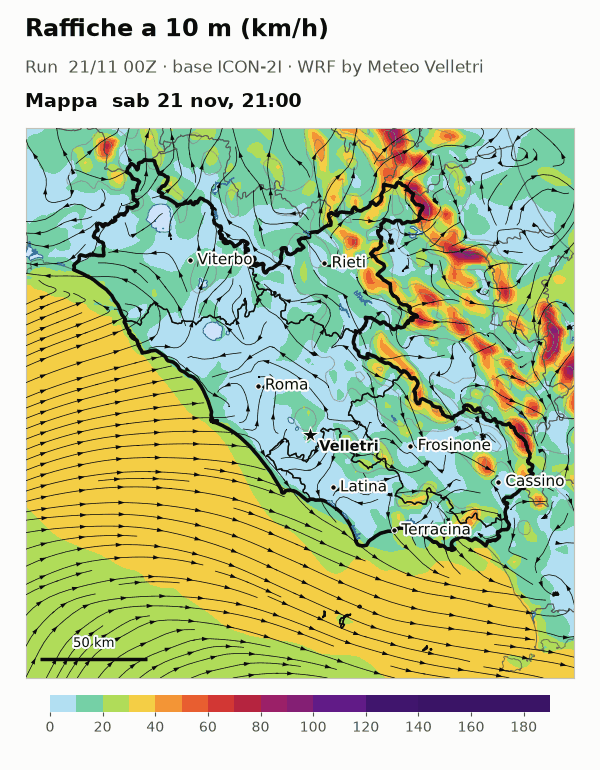 Raffiche a 10 m (km/h)
Run  21/11 00Z · base ICON-2I · WRF by Meteo Velletri
Mappa  sab 21 nov, 21:00
Viterbo
Rieti
Roma
Velletri
Frosinone
Cassino
Latina
Terracina
50 km
0 20 40 60 80 100 120 140 160 180